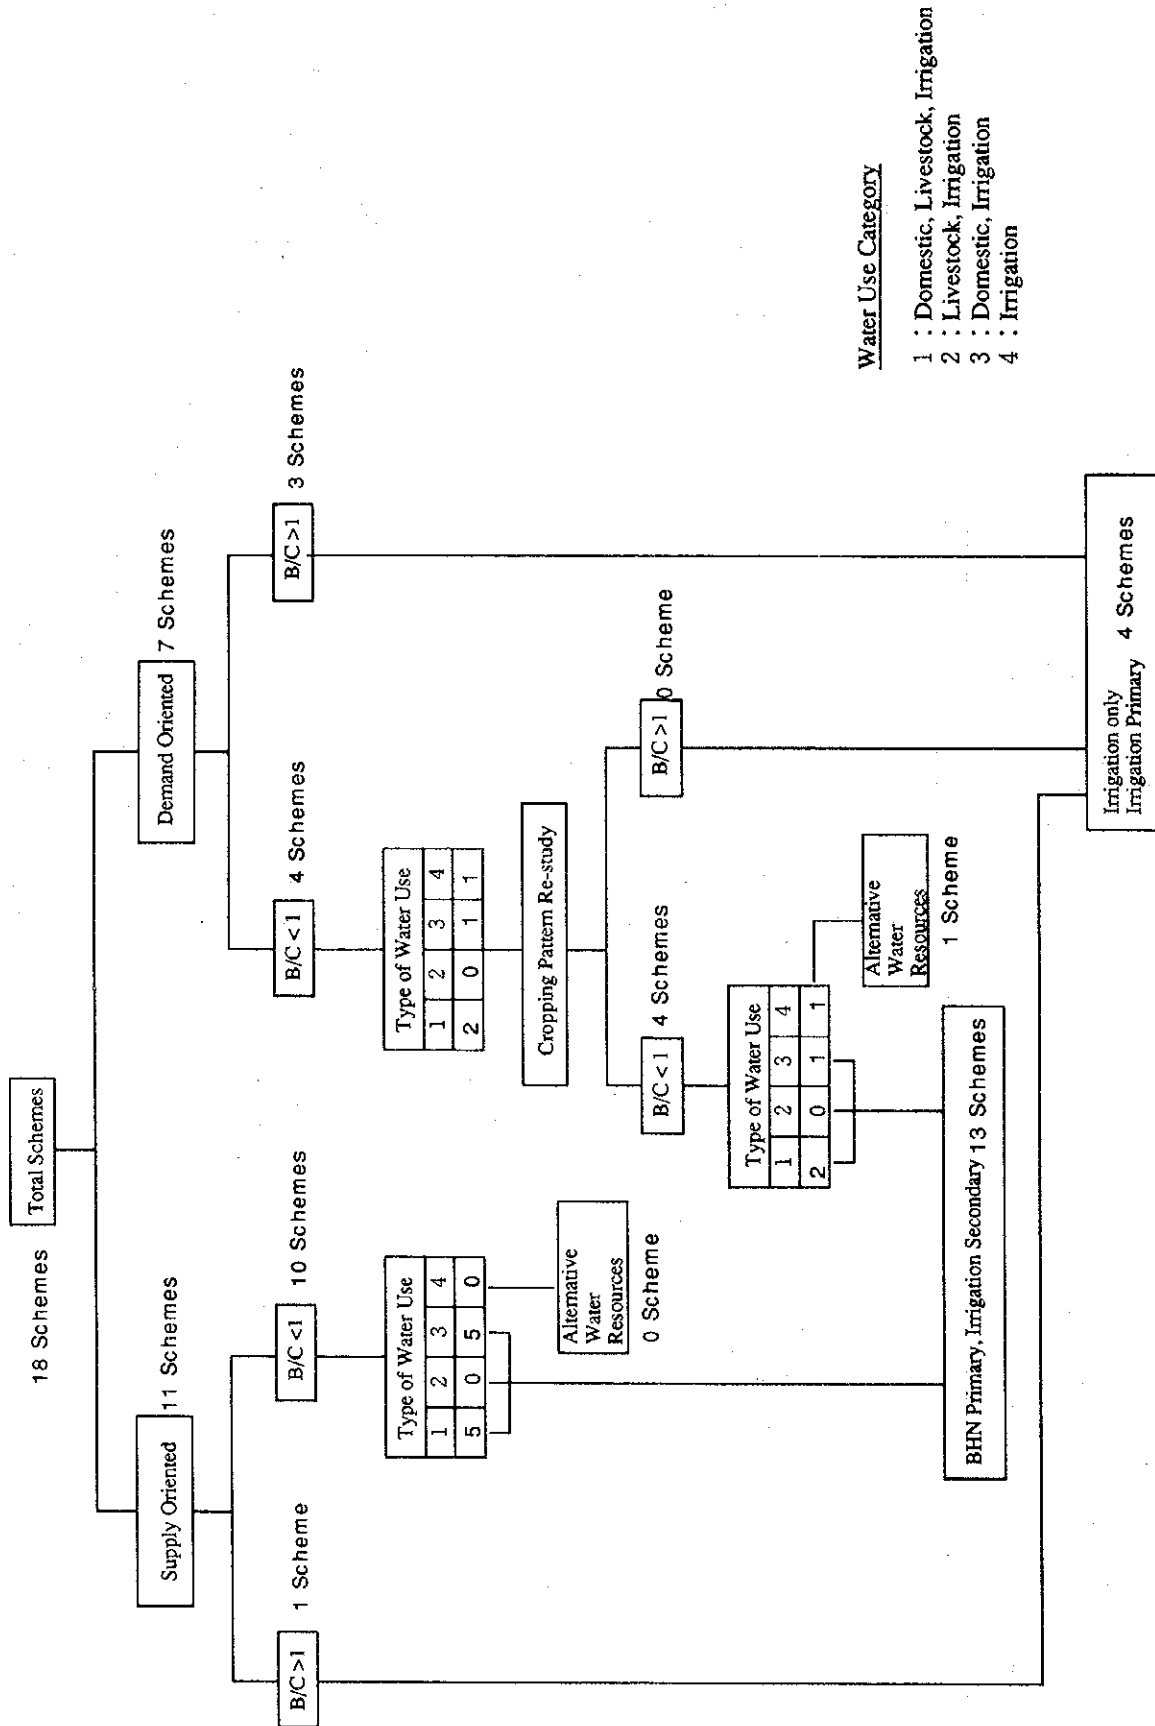 18 Schemes
Total Schemes
Supply Oriented
11 Schemes
Demand Oriented
7 Schemes
B/C>1
1 Scheme
B/C<1
10 Schemes
B/C<1
4 Schemes
B/C>1
3 Schemes
Type of Water Use
1 2 3 4
5 0 5 0
Type of Water Use
1 2 3 4
2 0 1 1
Cropping Pattern Re-study
Alternative
Water
Resources
0 Scheme
B/C<1
4 Schemes
B/C>1
0 Scheme
Type of Water Use
1 2 3 4
2 0 1 1
Alternative
Water
Resources
1 Scheme
BHN Primary, Irrigation Secondary 13 Schemes
Irrigation only
Irrigation Primary 4 Schemes
Water Use Category
1 : Domestic, Livestock, Irrigation
2 : Livestock, Irrigation
3 : Domestic, Irrigation
4 : Irrigation